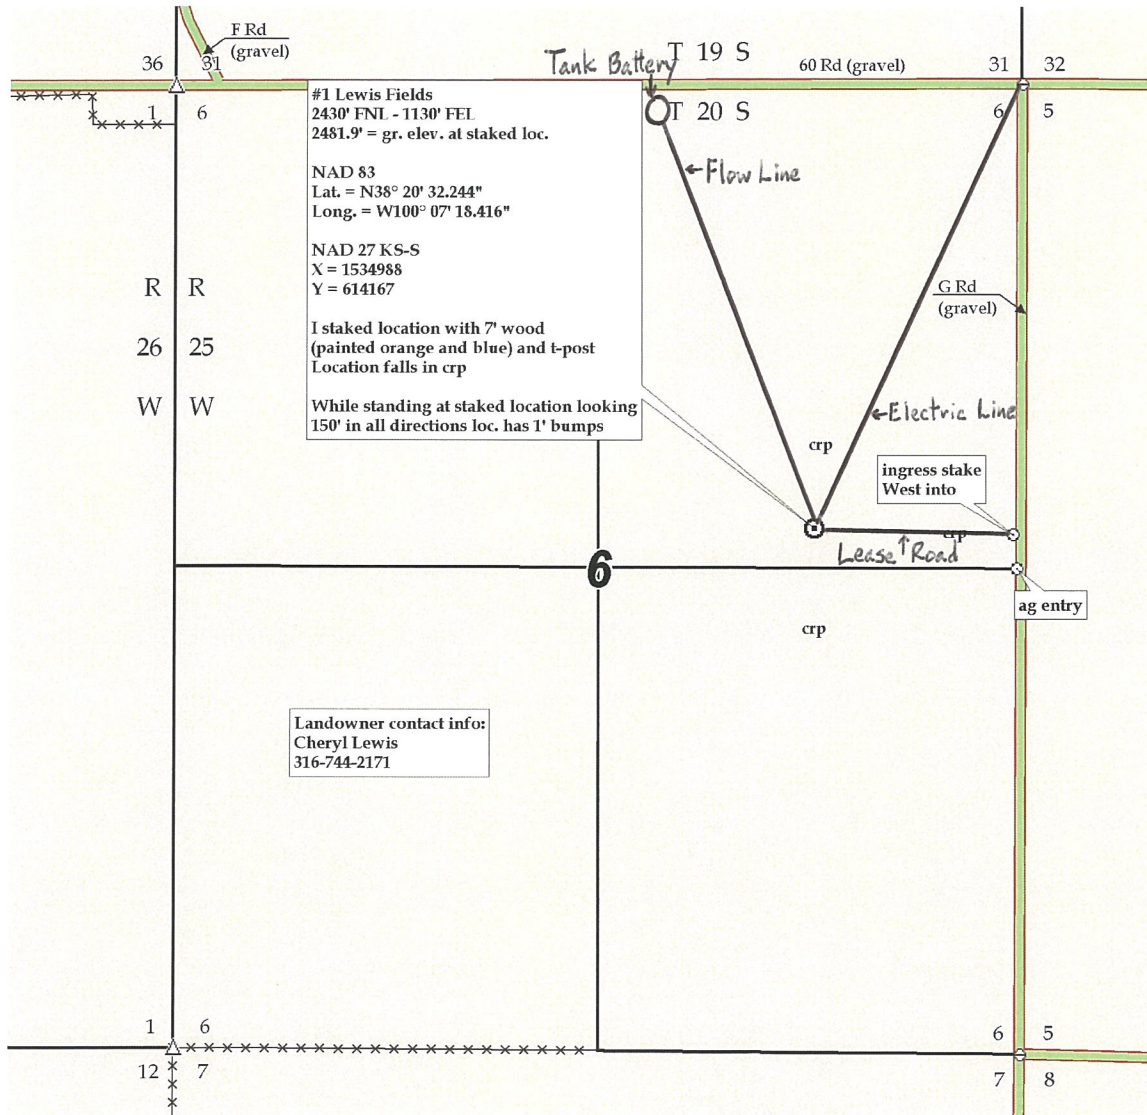 F Rd
(gravel)
36
31
T 19 S
Tank Battery
60 Rd (gravel)
31
32
1
6
#1 Lewis Fields
2430' FNL - 1130' FEL
2481.9' = gr. elev. at staked loc.
NAD 83
Lat. = N38° 20' 32.244"
Long. = W100° 07' 18.416"
NAD 27 KS-S
X = 1534988
Y = 614167
I staked location with 7' wood
(painted orange and blue) and t-post
Location falls in crp
While standing at staked location looking
150' in all directions loc. has 1' bumps
T 20 S
6
5
←Flow Line
R R
26 25
W W
G Rd
(gravel)
←Electric Line
crp
ingress stake
West into
crp
Lease↑Road
6
ag entry
crp
Landowner contact info:
Cheryl Lewis
316-744-2171
1
6
12
7
6
5
7
8